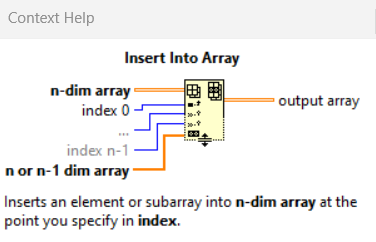 Context Help
Insert Into Array
n-dim array
index 0
...
index n-1
n or n-1 dim array
output array
Inserts an element or subarray into n-dim array at the
point you specify in index.